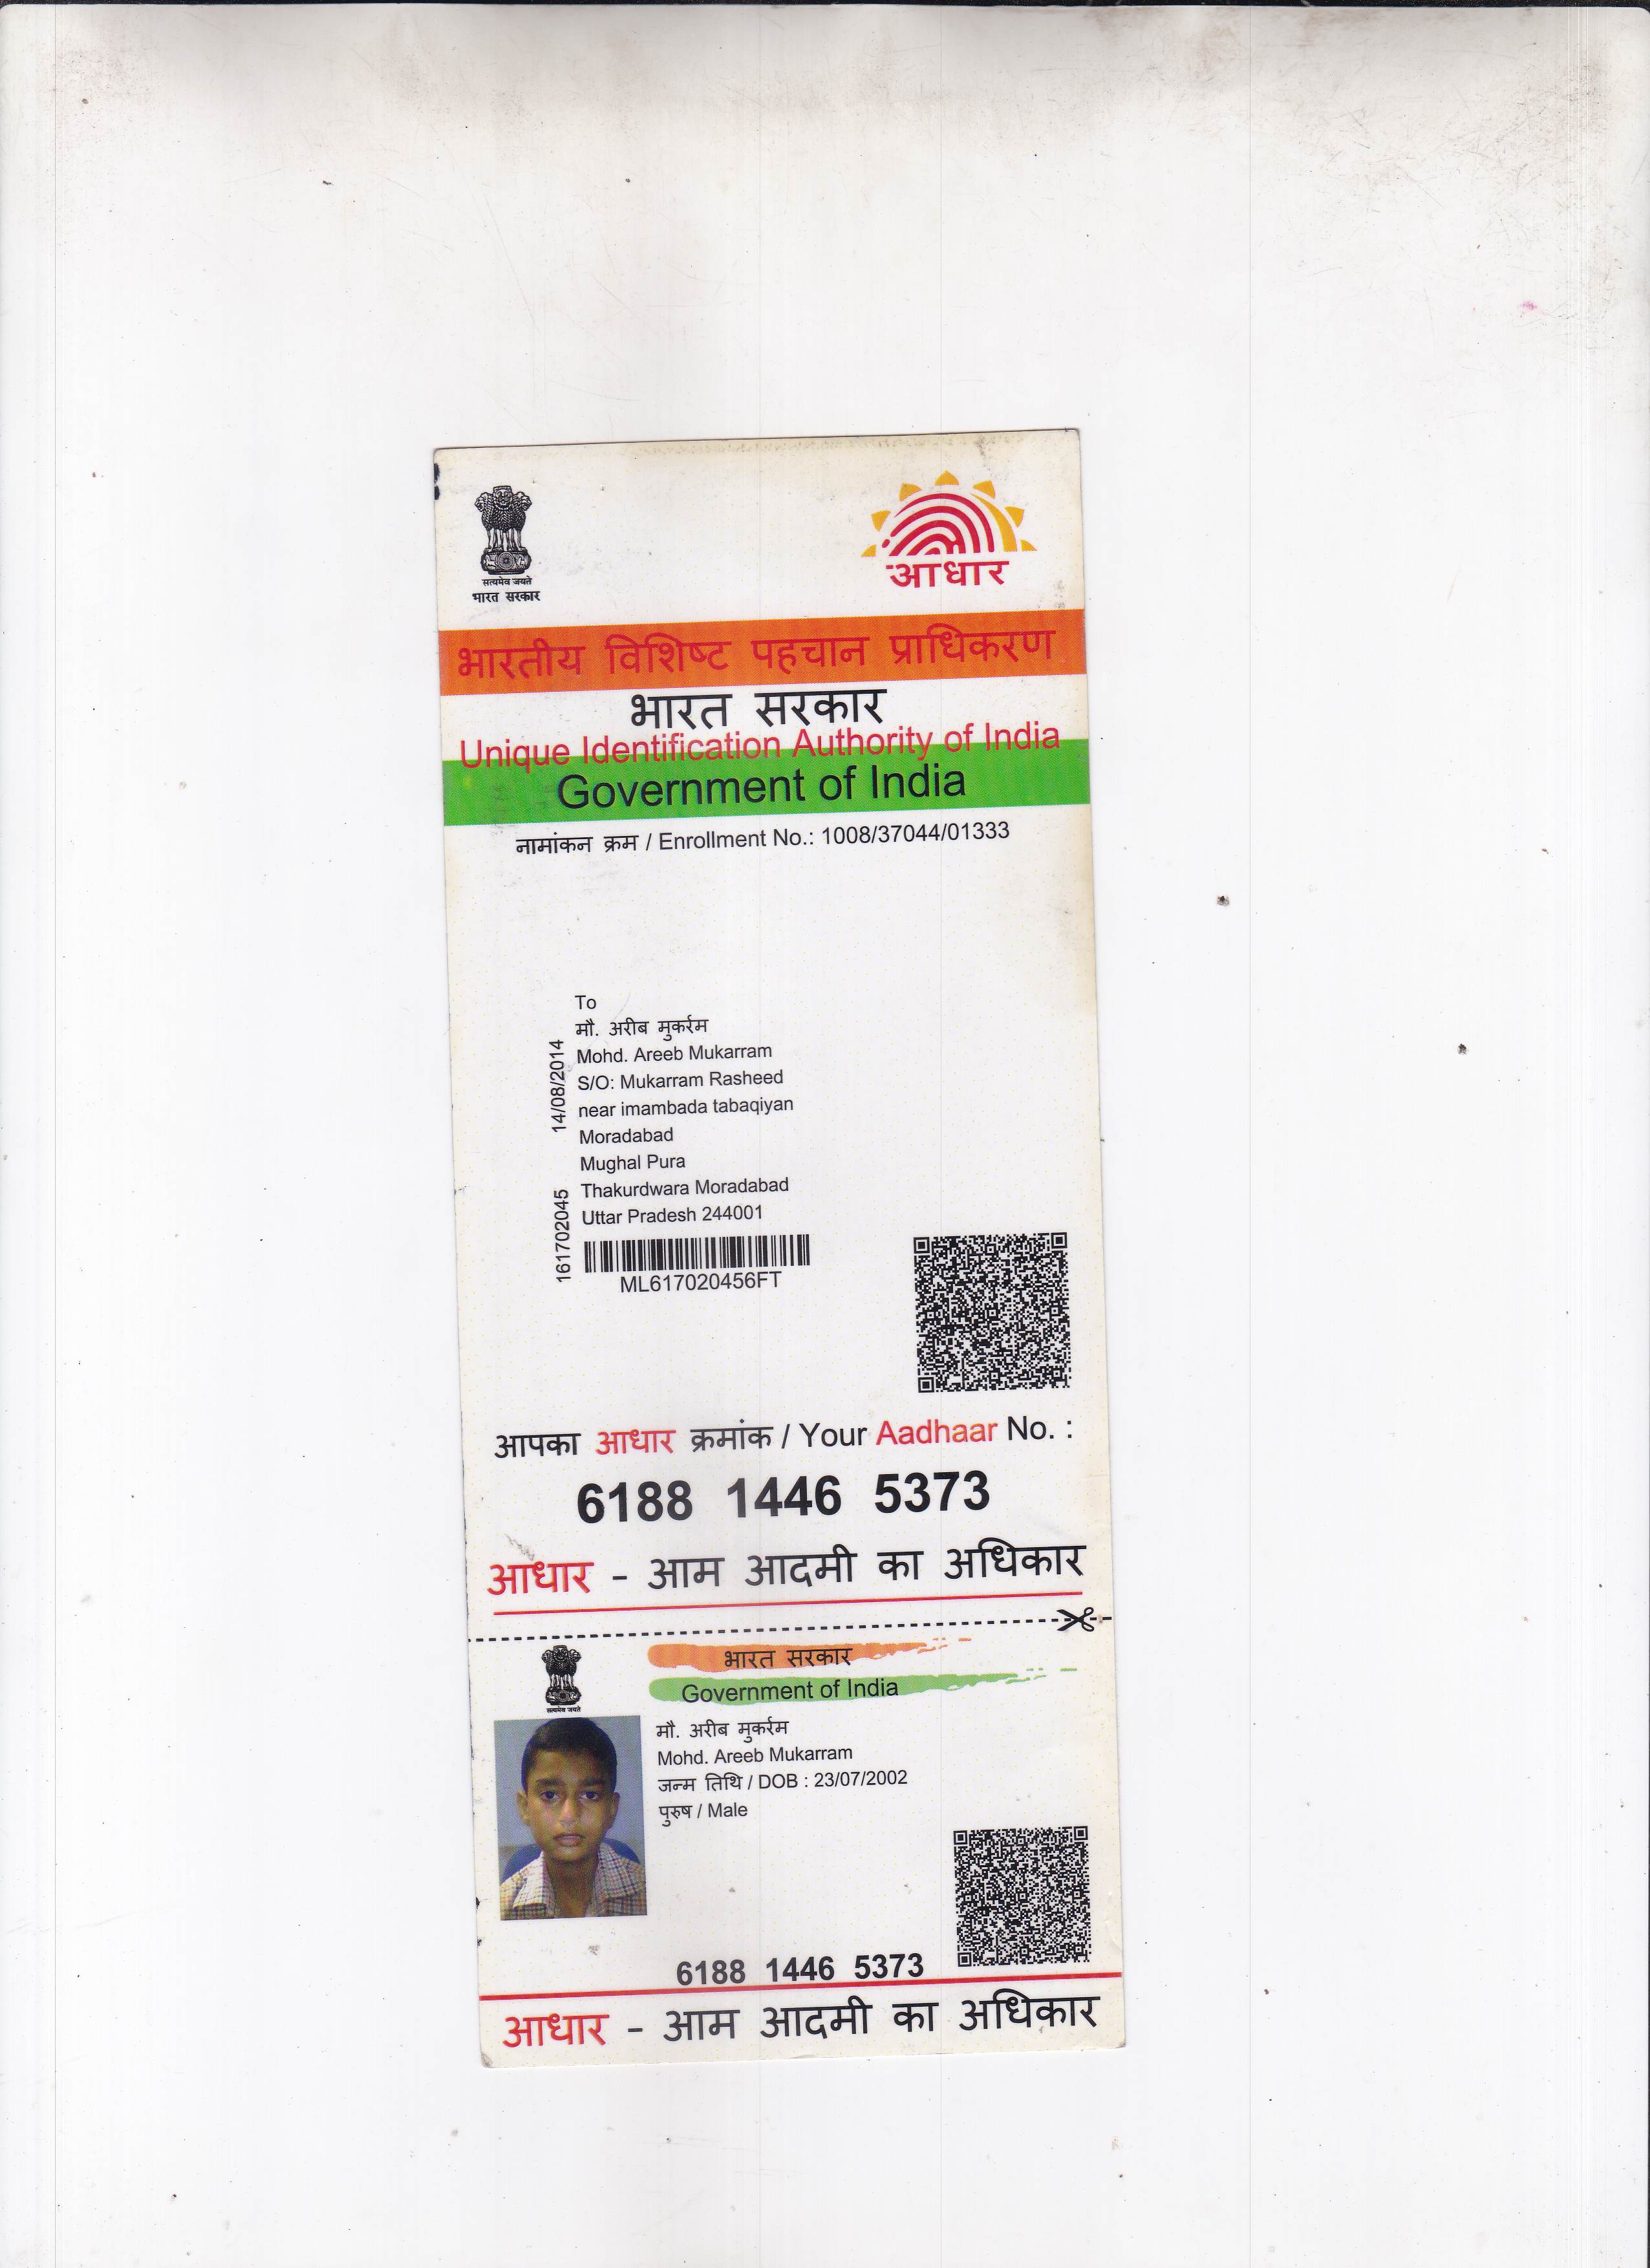 सत्यमेव जयते
भारत सरकार
आधार
भारतीय विशिष्ट पहचान प्राधिकरण
भारत सरकार
Unique Identification Authority of India
Government of India
नामांकन क्रम / Enrollment No.: 1008/37044/01333
14/08/2014
161702045
To
मौ. अरीब मुकर्रम
Mohd. Areeb Mukarram
S/O: Mukarram Rasheed
near imambada tabaqiyan
Moradabad
Mughal Pura
Thakurdwara Moradabad
Uttar Pradesh 244001
ML617020456FT
आपका आधार क्रमांक / Your Aadhaar No. :
6188 1446 5373
आधार - आम आदमी का अधिकार
सत्यमेव जयते
भारत सरकार
Government of India
मौ. अरीब मुकर्रम
Mohd. Areeb Mukarram
जन्म तिथि / DOB : 23/07/2002
पुरुष / Male
6188 1446 5373
आधार - आम आदमी का अधिकार